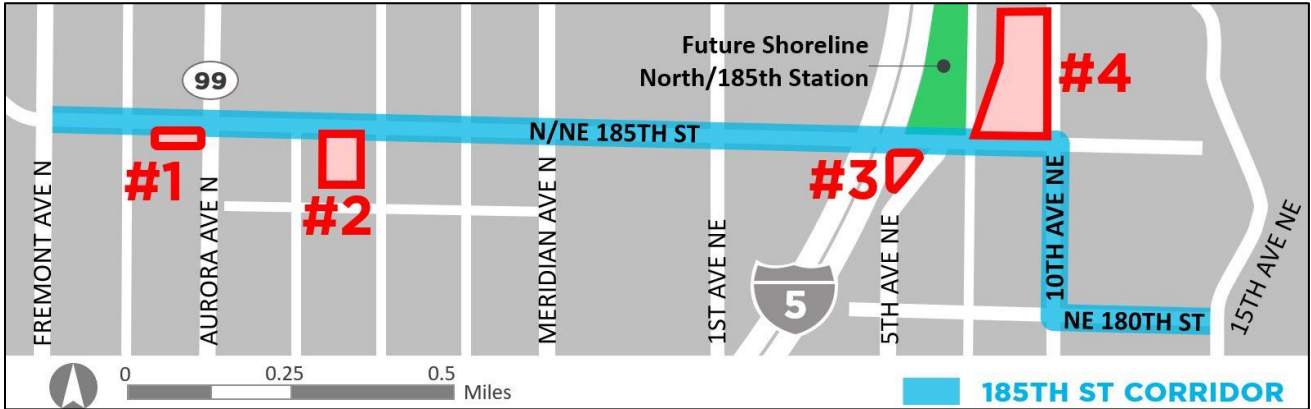 Future Shoreline
North/185th Station
99
N/NE 185TH ST
#1
#2
#3
#4
FREMONT AVE N
AURORA AVE N
MERIDIAN AVE N
1ST AVE NE
5TH AVE NE
10TH AVE NE
15TH AVE NE
5
NE 180TH ST
0 0.25 0.5
Miles
185TH ST CORRIDOR